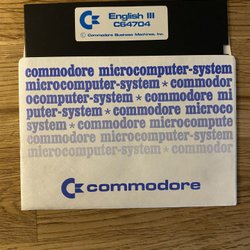 English III
C64704
© Commodore Business Machines, Inc.
commodore microcomputer-system
microcomputer-system * commodor
ocomputer-system * commodore mi
puter-system * commodore microco
system * commodore microcompute
commodore microcomputer-system
microcomputer-system * commodor
commodore